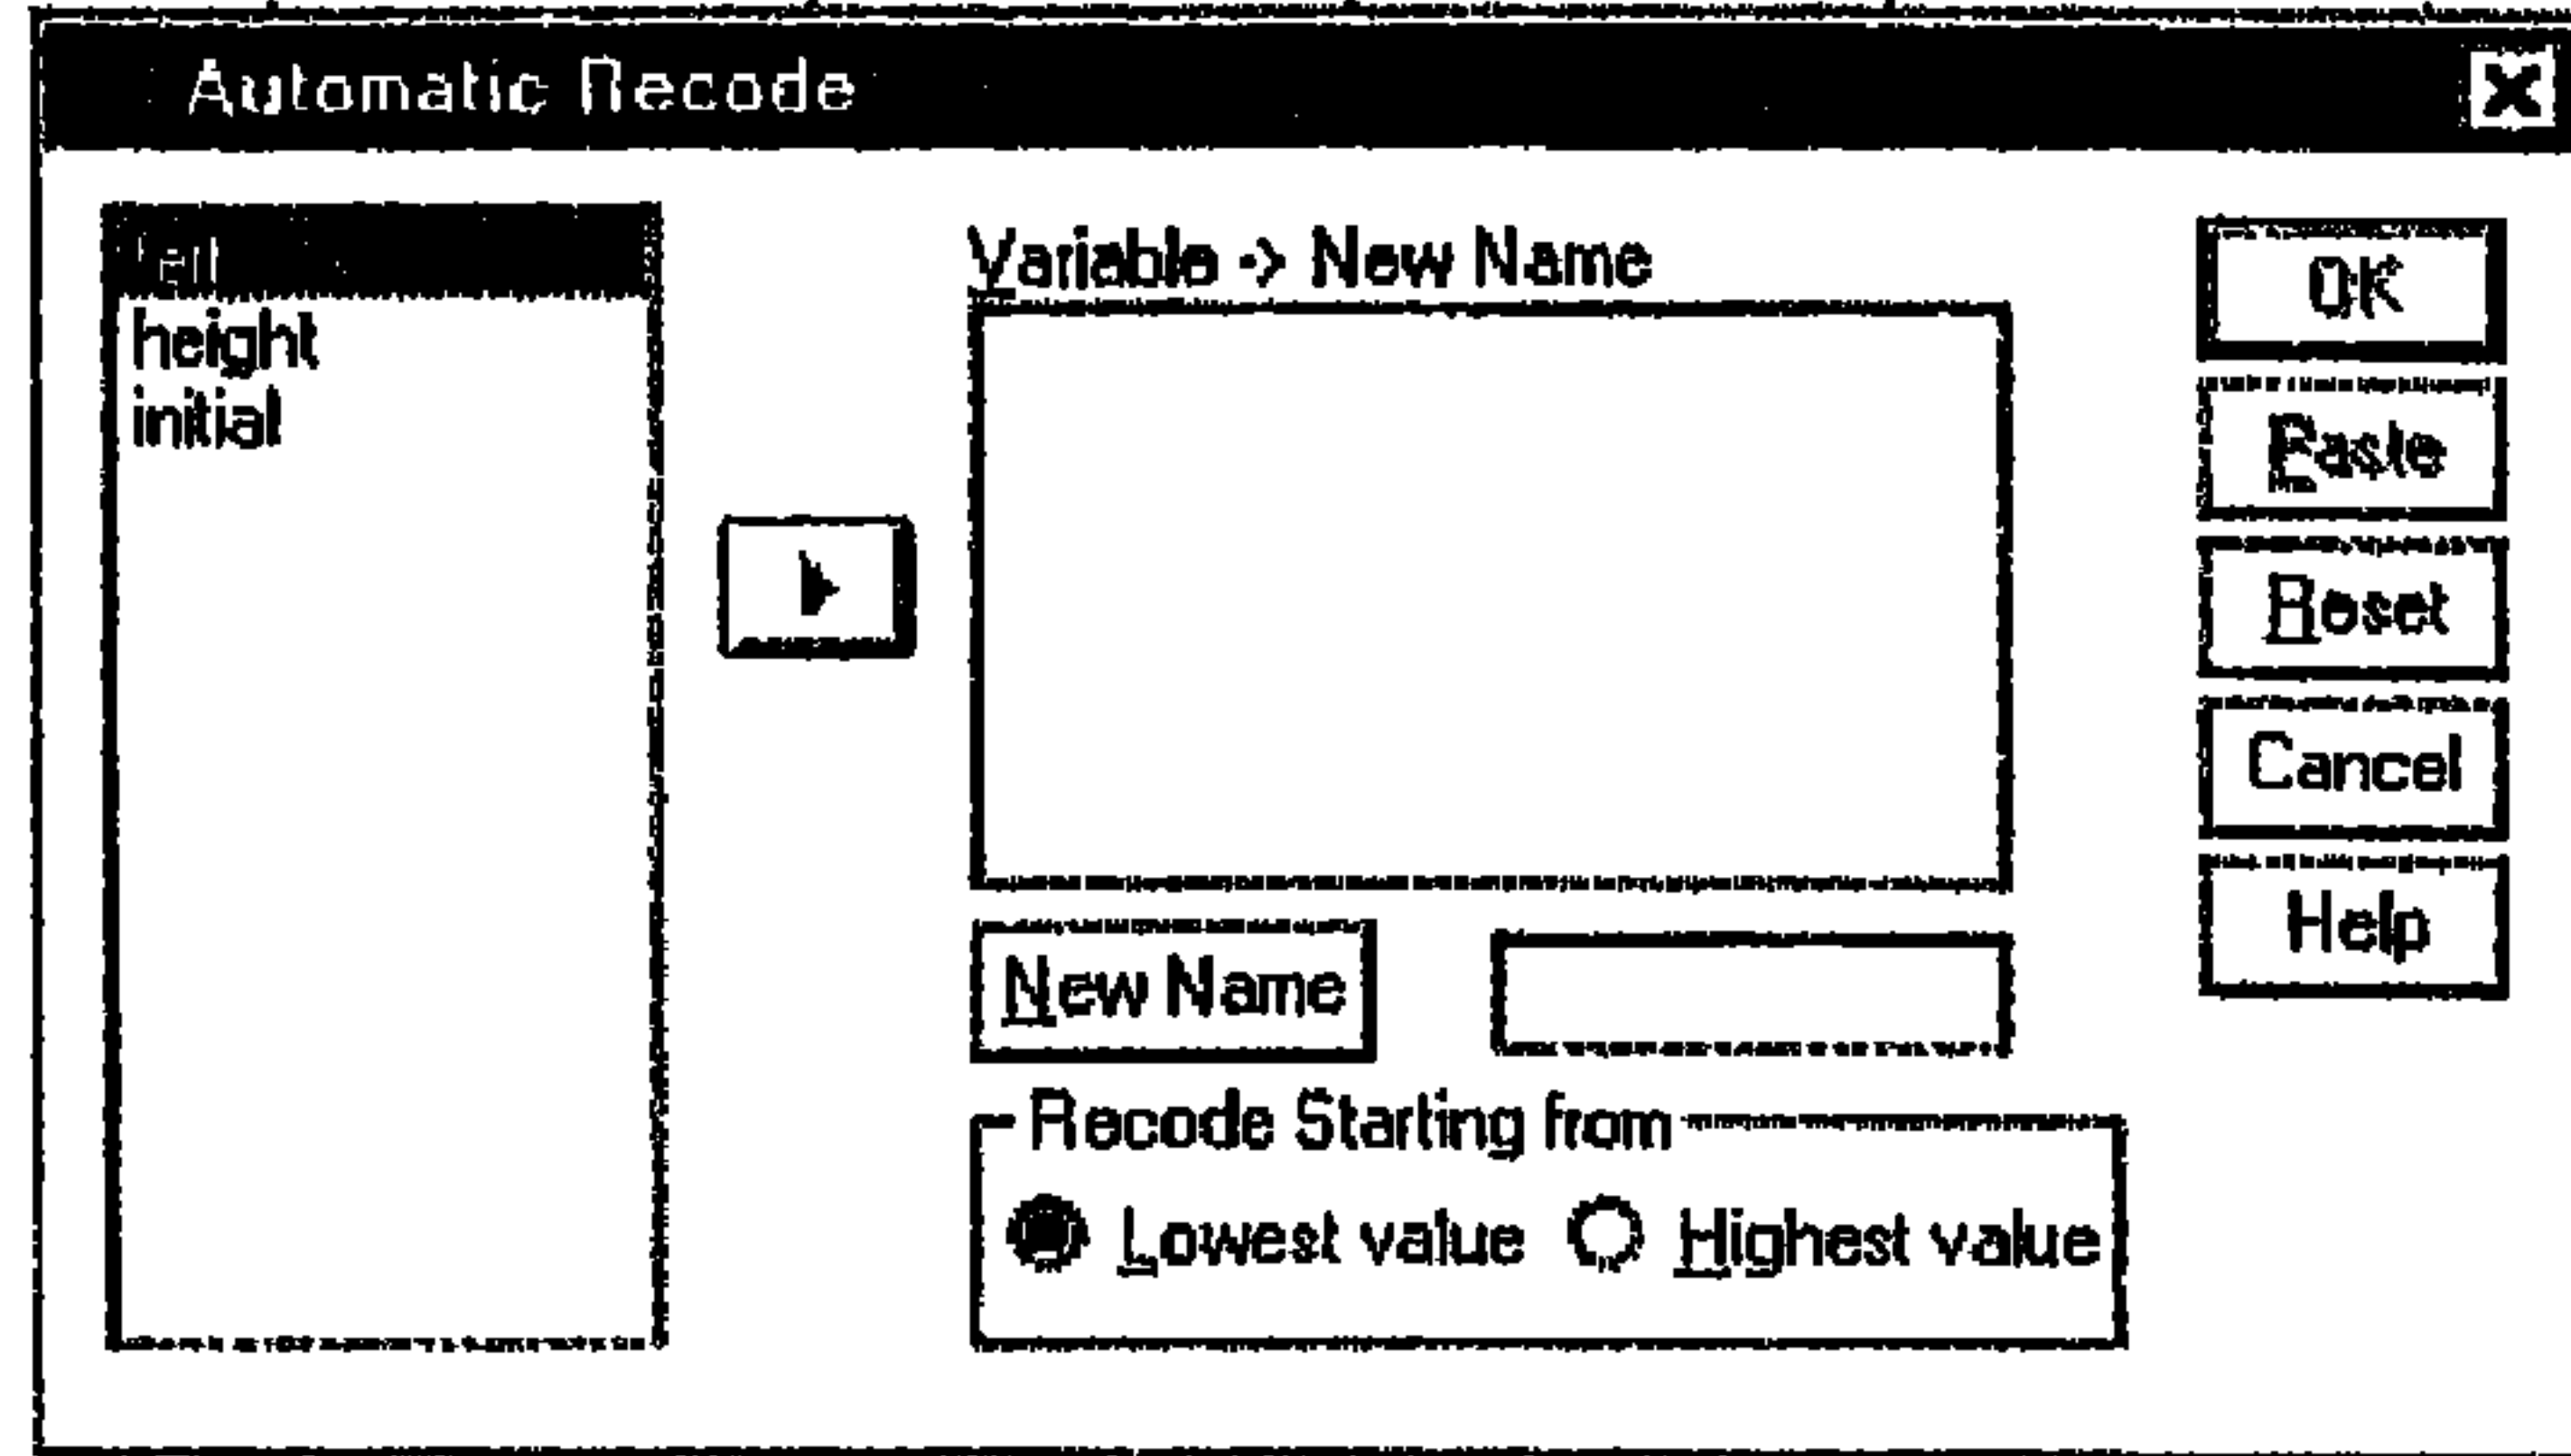 Automatic Recode
height
initial
Variable -> New Name
New Name
Recode Starting from
Lowest value Highest value
OK
Paste
Reset
Cancel
Help